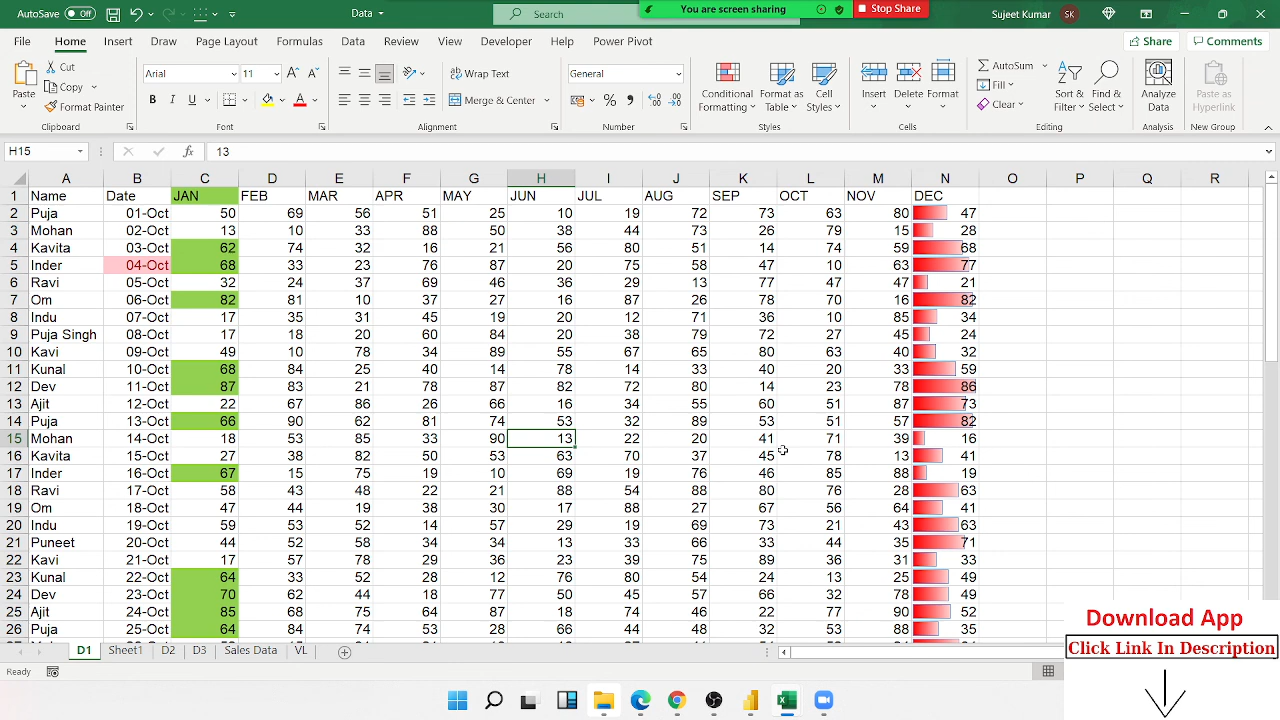 AutoSave Off Data Search You are screen sharing Stop Share Sujeet Kumar SK
File Home Insert Draw Page Layout Formulas Data Review View Developer Help Power Pivot Share Comments
Paste Cut Copy Format Painter Clipboard
Arial 11 B I U A Font
Wrap Text Merge & Center Alignment
General % , Number
Conditional Formatting Format as Table Cell Styles Styles
Insert Delete Format Cells
AutoSum Fill Clear Sort & Filter Find & Select Editing
Analyze Data Analysis
Paste as Hyperlink New Group
H15 fx 13
A B C D E F G H I J K L M N O P Q R
1 Name Date JAN FEB MAR APR MAY JUN JUL AUG SEP OCT NOV DEC
2 Puja 01-Oct 50 69 56 51 25 10 19 72 73 63 80 47
3 Mohan 02-Oct 13 10 33 88 50 38 44 73 26 79 15 28
4 Kavita 03-Oct 62 74 32 16 21 56 80 51 14 74 59 68
5 Inder 04-Oct 68 33 23 76 87 20 75 58 47 10 63 77
6 Ravi 05-Oct 32 24 37 69 46 36 29 13 77 47 47 21
7 Om 06-Oct 82 81 10 37 27 16 87 26 78 70 16 82
8 Indu 07-Oct 17 35 31 45 19 20 12 71 36 10 85 34
9 Puja Singh 08-Oct 17 18 20 60 84 20 38 79 72 27 45 24
10 Kavi 09-Oct 49 10 78 34 89 55 67 65 80 63 40 32
11 Kunal 10-Oct 68 84 25 40 14 78 14 33 40 20 33 59
12 Dev 11-Oct 87 83 21 78 87 82 72 80 14 23 78 86
13 Ajit 12-Oct 22 67 86 26 66 16 34 55 60 51 87 73
14 Puja 13-Oct 66 90 62 81 74 53 32 89 53 51 57 82
15 Mohan 14-Oct 18 53 85 33 90 13 22 20 41 71 39 16
16 Kavita 15-Oct 27 38 82 50 53 63 70 37 45 78 13 41
17 Inder 16-Oct 67 15 75 19 10 69 19 76 46 85 88 19
18 Ravi 17-Oct 58 43 48 22 21 88 54 88 80 76 28 63
19 Om 18-Oct 47 44 19 38 30 17 88 27 67 56 64 41
20 Indu 19-Oct 59 53 52 14 57 29 19 69 73 21 43 63
21 Puneet 20-Oct 44 52 58 34 34 13 33 66 33 44 35 71
22 Kavi 21-Oct 17 57 78 29 36 23 39 75 89 36 31 33
23 Kunal 22-Oct 64 33 52 28 12 76 80 54 24 13 25 49
24 Dev 23-Oct 70 62 44 18 77 50 45 57 66 32 78 49
25 Ajit 24-Oct 85 68 75 64 87 18 74 46 22 77 90 52
26 Puja 25-Oct 64 84 74 53 28 66 44 48 32 53 88 35
D1 Sheet1 D2 D3 Emp Data VL
Ready
Download App
Click Link In Description